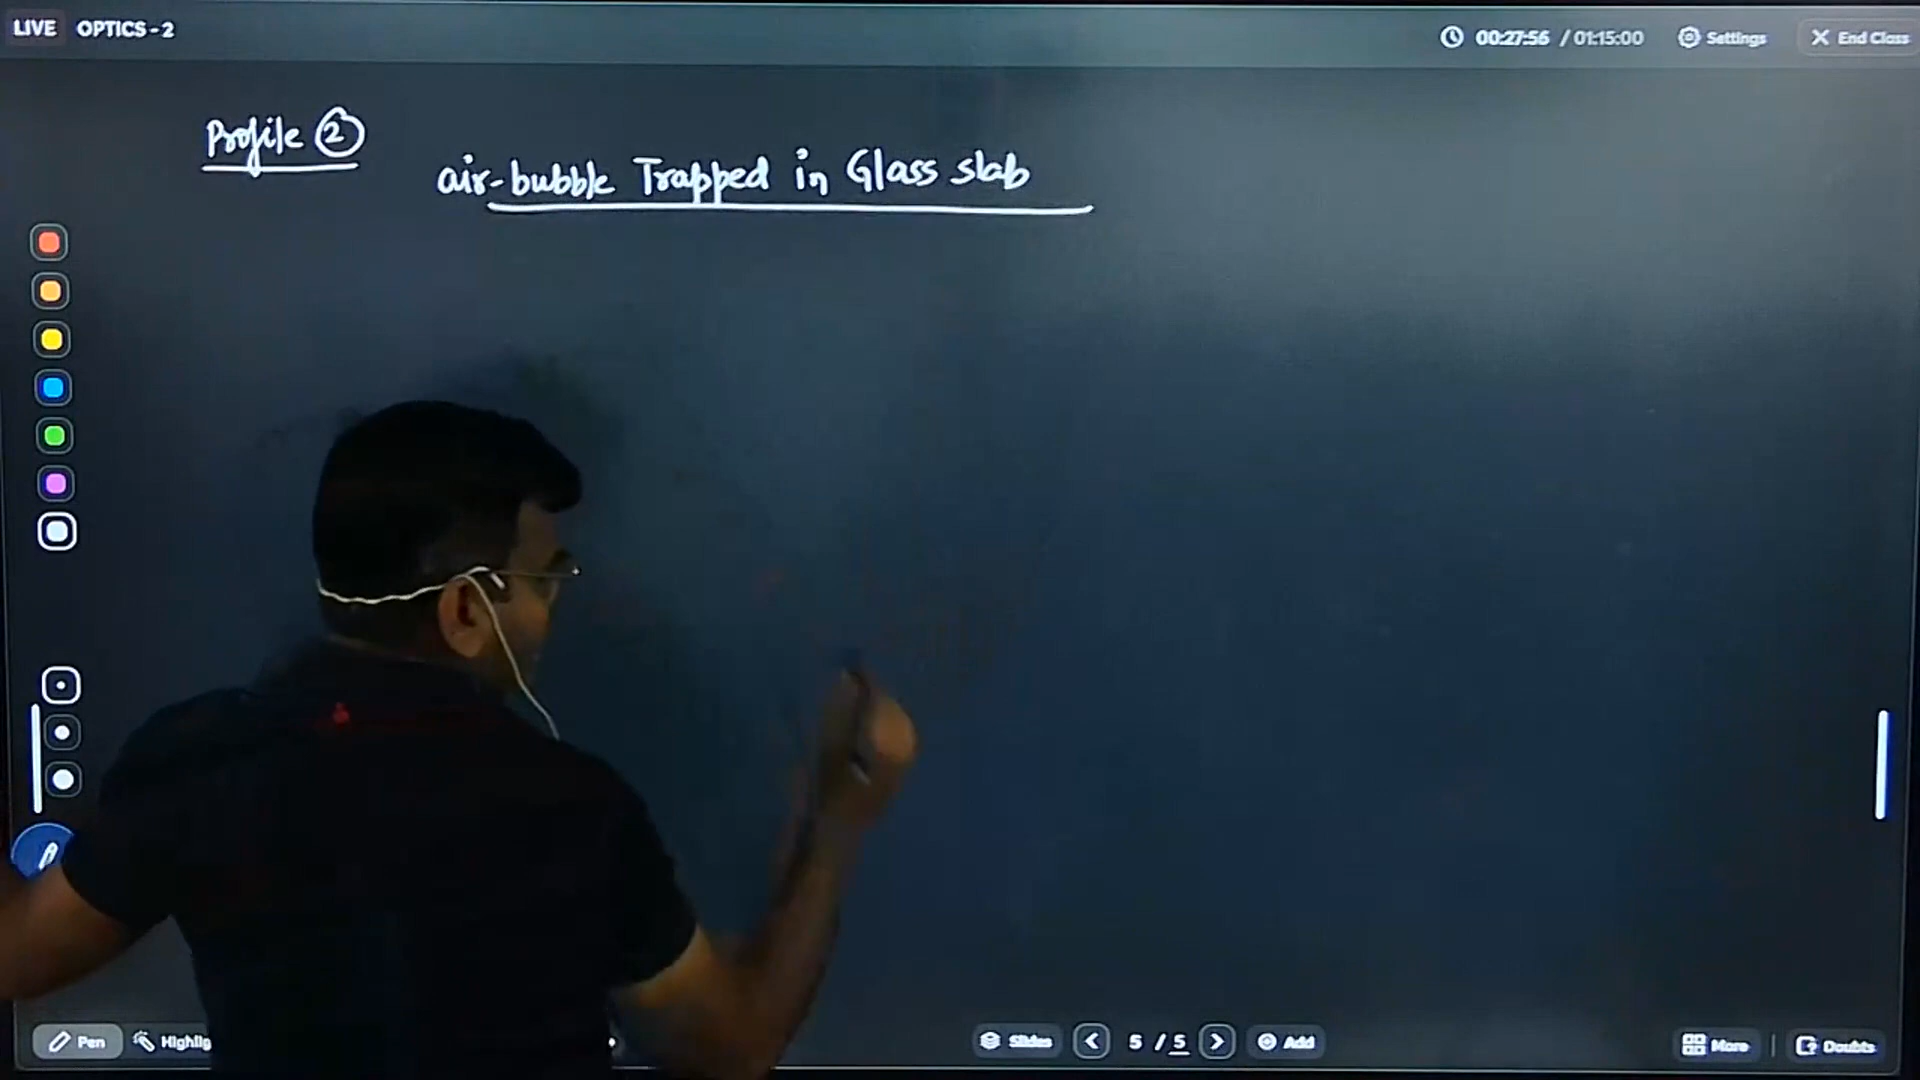 LIVE OPTICS - 2
00:27:56 / 01:15:00 Settings End Class
Profile 2
air-bubble Trapped in Glass slab
Pen Highlig
Slides 5 / 5 Add
More Doubts